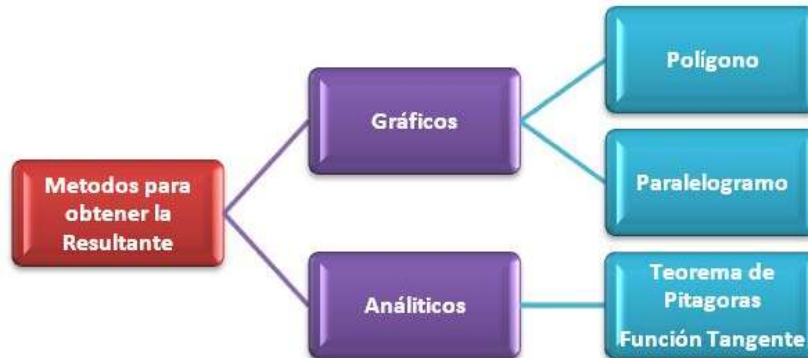 Metodos para
obtener la
Resultante
Gráficos
Polígono
Paralelogramo
Análiticos
Teorema de
Pitagoras
Función Tangente